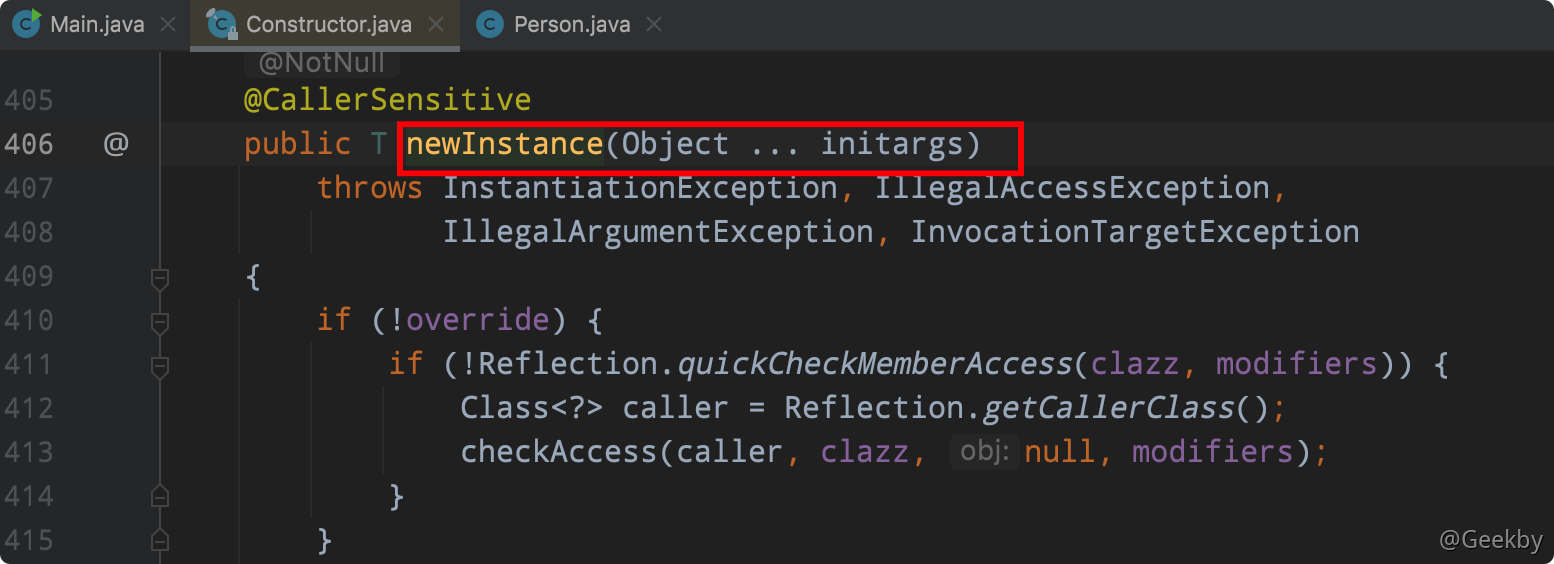 Main.java Constructor.java Person.java
@NotNull
405 @CallerSensitive
406 @ public T newInstance(Object ... initargs)
407 throws InstantiationException, IllegalAccessException,
408 IllegalArgumentException, InvocationTargetException
409 {
410 if (!override) {
411 if (!Reflection.quickCheckMemberAccess(clazz, modifiers)) {
412 Class<?> caller = Reflection.getCallerClass();
413 checkAccess(caller, clazz, obj: null, modifiers);
414 }
415 }
@Geekby